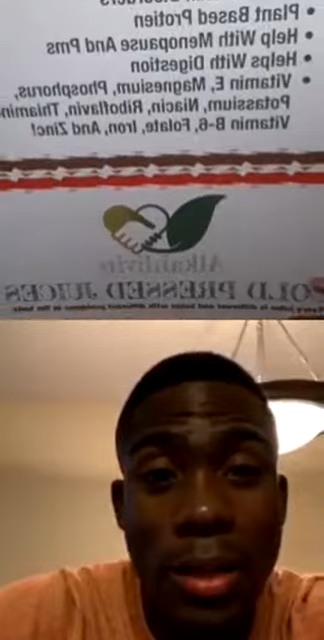 • Plant Based Protien
• Help With Menopause And Pms
• Helps With Digestion
• Vitamin E, Magnesium, Phosphorus,
Potassium, Niacin, Riboflavin, Thiamin
Vitamin B-6, Folate, Iron, And Zinc!
OLD PRESSED JUICES